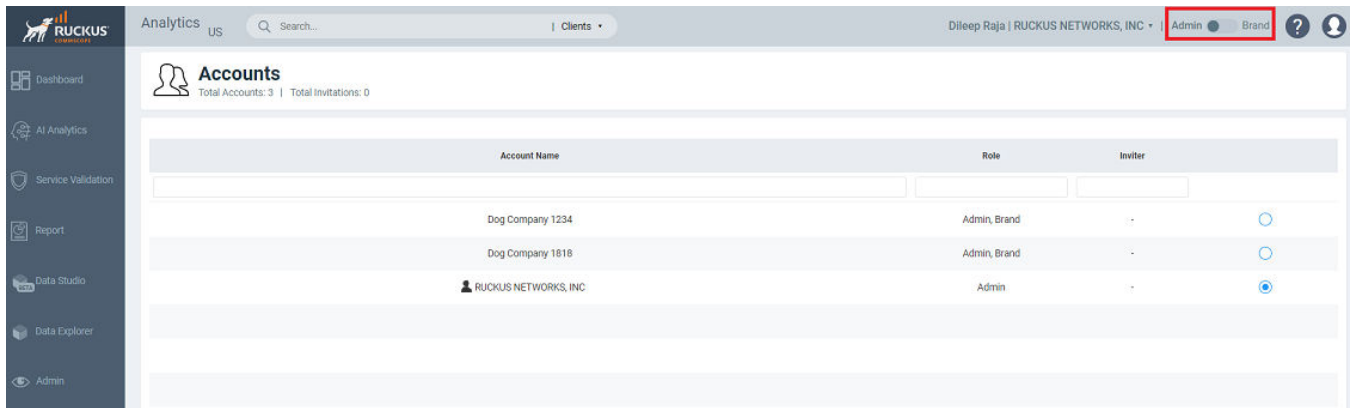 RUCKUS
COMMSCOPE
Analytics US
Search... | Clients
Dileep Raja | RUCKUS NETWORKS, INC | Admin Brand ?
Dashboard
AI Analytics
Service Validation
Report
Data Studio
Data Explorer
Admin
Accounts
Total Accounts: 3 | Total Invitations: 0
Account Name Role Inviter
Dog Company 1234 Admin, Brand -
Dog Company 1818 Admin, Brand -
RUCKUS NETWORKS, INC Admin -